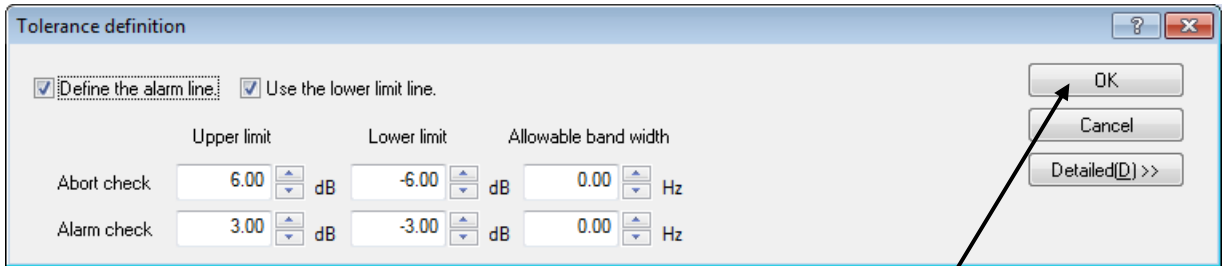 Tolerance definition
Define the alarm line. Use the lower limit line.
OK
Upper limit Lower limit Allowable band width
Cancel
Abort check 6.00 dB -6.00 dB 0.00 Hz
Detailed(D) >>
Alarm check 3.00 dB -3.00 dB 0.00 Hz